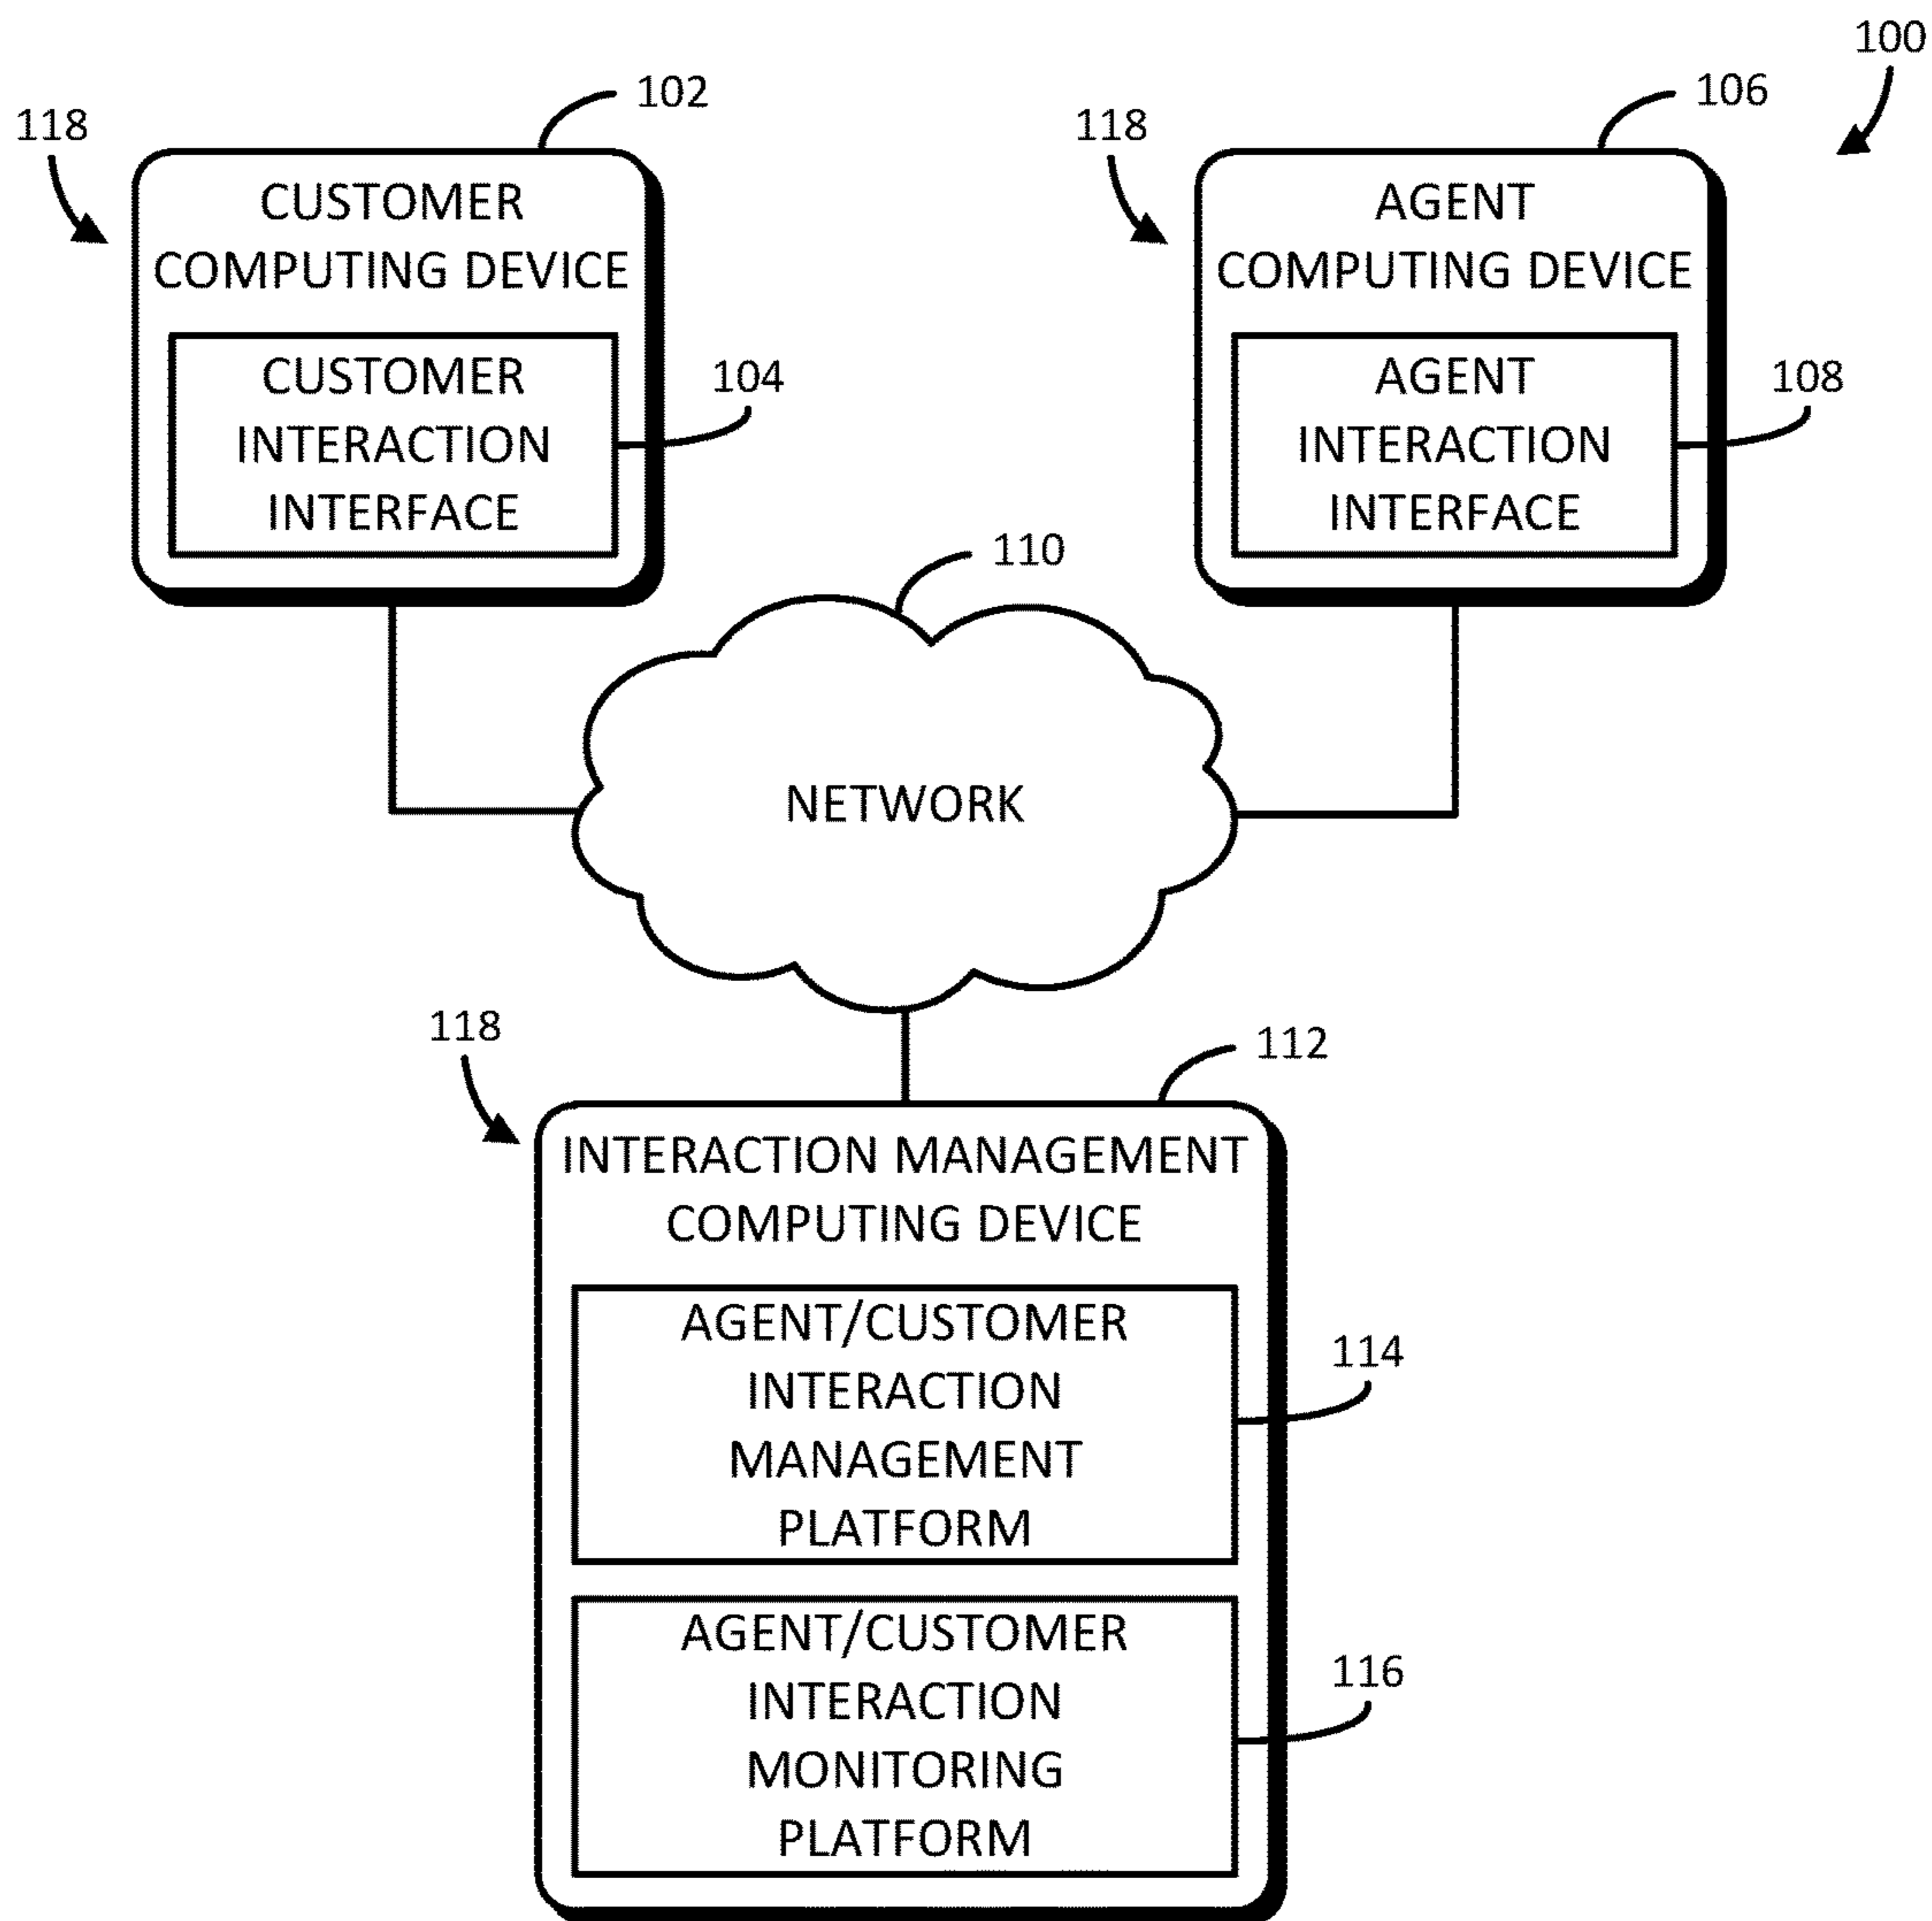 100
102
106
118
118
CUSTOMER
COMPUTING DEVICE
AGENT
COMPUTING DEVICE
CUSTOMER
INTERACTION
INTERFACE
104
AGENT
INTERACTION
INTERFACE
108
110
NETWORK
118
112
INTERACTION MANAGEMENT
COMPUTING DEVICE
AGENT/CUSTOMER
INTERACTION
MANAGEMENT
PLATFORM
114
AGENT/CUSTOMER
INTERACTION
MONITORING
PLATFORM
116